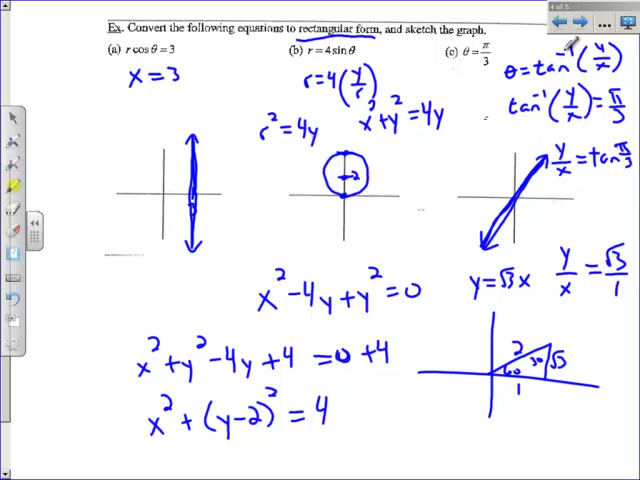 4 of 5
Ex. Convert the following equations to rectangular form, and sketch the graph.
(a) r cos θ = 3
(b) r = 4 sin θ
(c) θ = π/3
x = 3
r = 4(y/r)
r² = 4y
x² + y² = 4y
2
θ = tan⁻¹(y/x)
tan⁻¹(y/x) = π/3
y/x = tan π/3
y = √3x
y/x = √3/1
x² - 4y + y² = 0
x² + y² - 4y + 4 = 0 + 4
x² + (y - 2)² = 4
2
60
30
√3
1